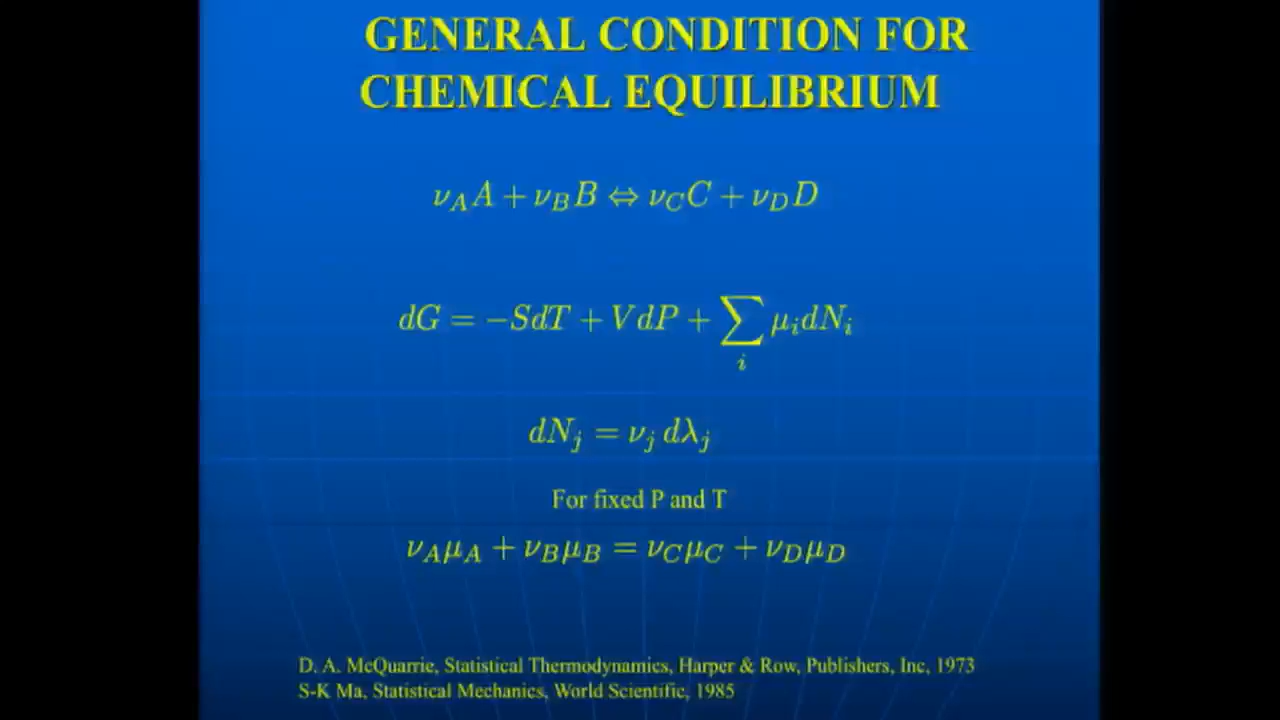 GENERAL CONDITION FOR
CHEMICAL EQUILIBRIUM
ν_A A + ν_B B ⇔ ν_C C + ν_D D
dG = −SdT + VdP + ∑_i μ_i dN_i
dN_j = ν_j dλ_j
For fixed P and T
ν_A μ_A + ν_B μ_B = ν_C μ_C + ν_D μ_D
D. A. McQuarrie, Statistical Thermodynamics, Harper & Row, Publishers, Inc, 1973
S-K Ma, Statistical Mechanics, World Scientific, 1985